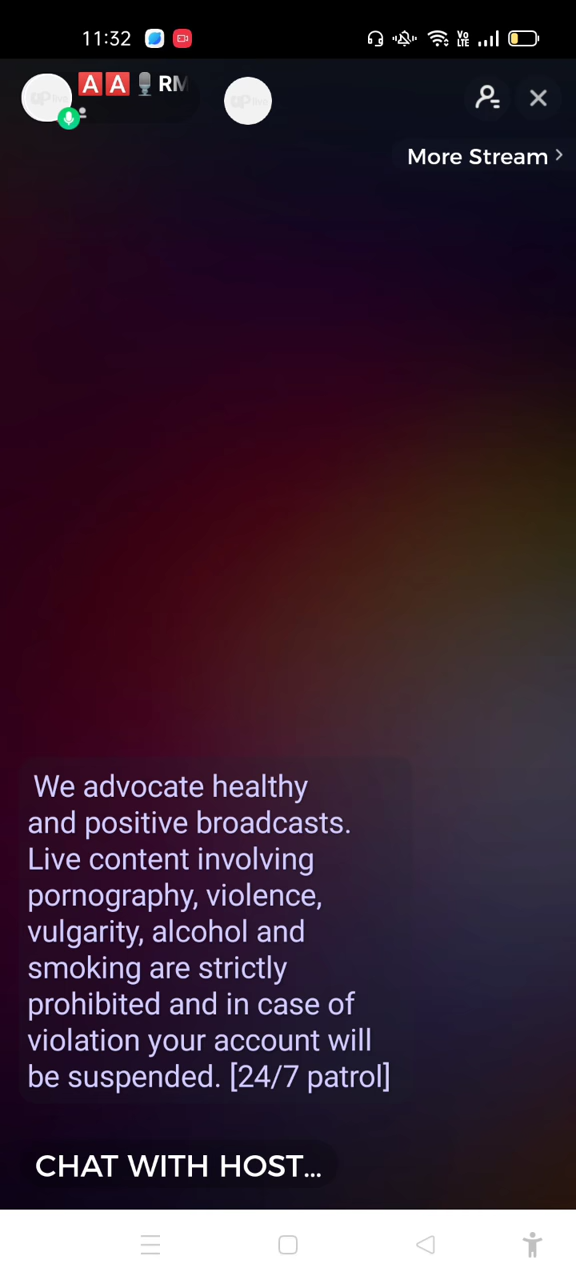 11:32
VO LTE
🅰🅰🎙RM
More Stream
We advocate healthy
and positive broadcasts.
Live content involving
pornography, violence,
vulgarity, alcohol and
smoking are strictly
prohibited and in case of
violation your account will
be suspended. [24/7 patrol]
CHAT WITH HOST...